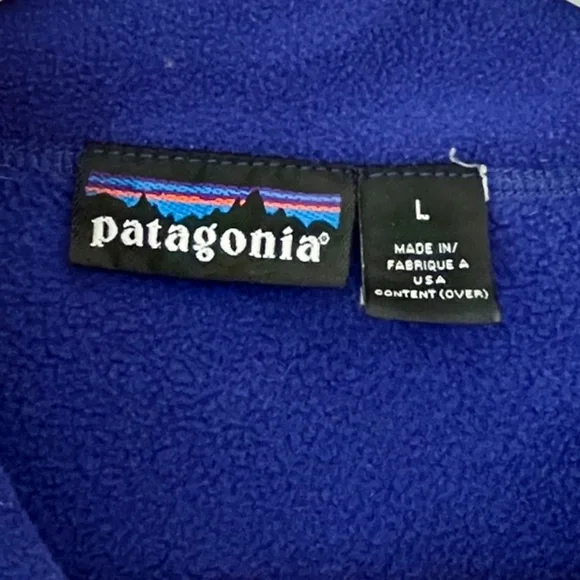 patagonia®
L
MADE IN/
FABRIQUE A
USA
CONTENT (OVER)